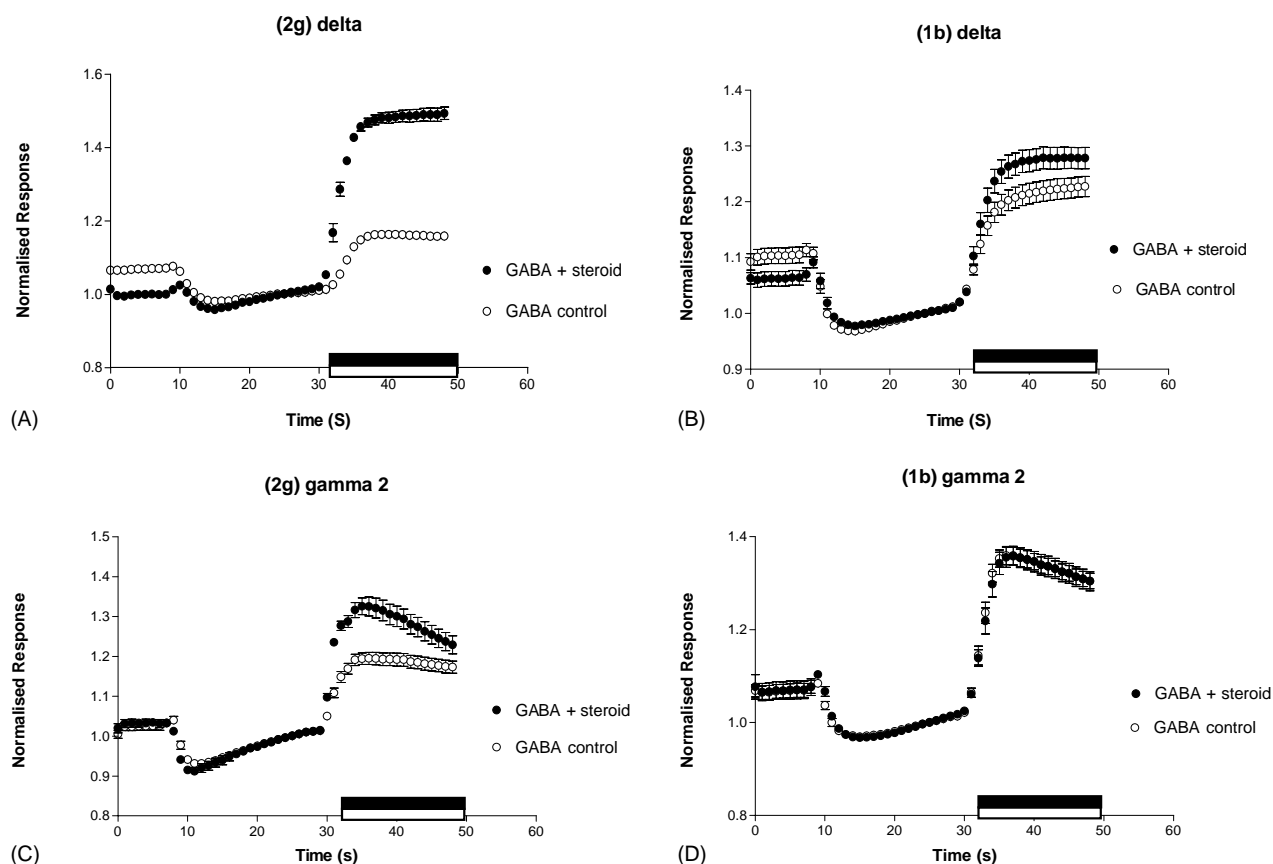 (2g) delta
Normalised Response
1.6
1.4
1.2
1.0
0.8
0 10 20 30 40 50 60
Time (S)
GABA + steroid
GABA control
(A)
(1b) delta
Normalised Response
1.4
1.3
1.2
1.1
1.0
0.9
0 10 20 30 40 50 60
Time (S)
GABA + steroid
GABA control
(B)
(2g) gamma 2
Normalised Response
1.5
1.4
1.3
1.2
1.1
1.0
0.9
0.8
0 10 20 30 40 50 60
Time (s)
GABA + steroid
GABA control
(C)
(1b) gamma 2
Normalised Response
1.4
1.2
1.0
0.8
0 10 20 30 40 50 60
Time (s)
GABA + steroid
GABA control
(D)